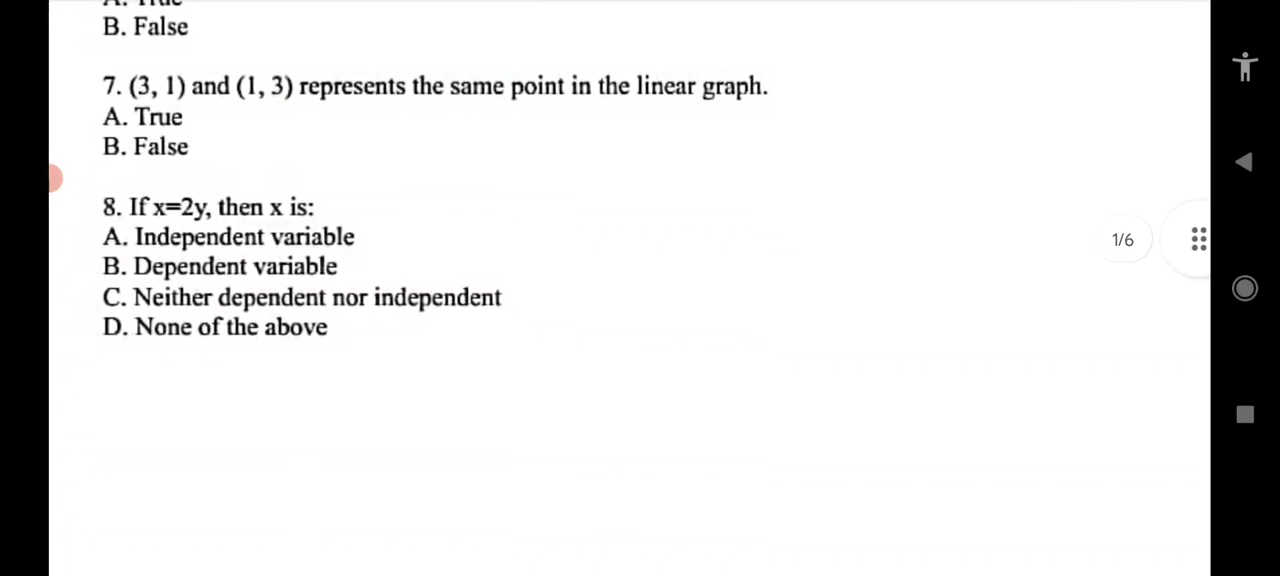 B. False
7. (3, 1) and (1, 3) represents the same point in the linear graph.
A. True
B. False
8. If x=2y, then x is:
A. Independent variable
B. Dependent variable
C. Neither dependent nor independent
D. None of the above
1/6